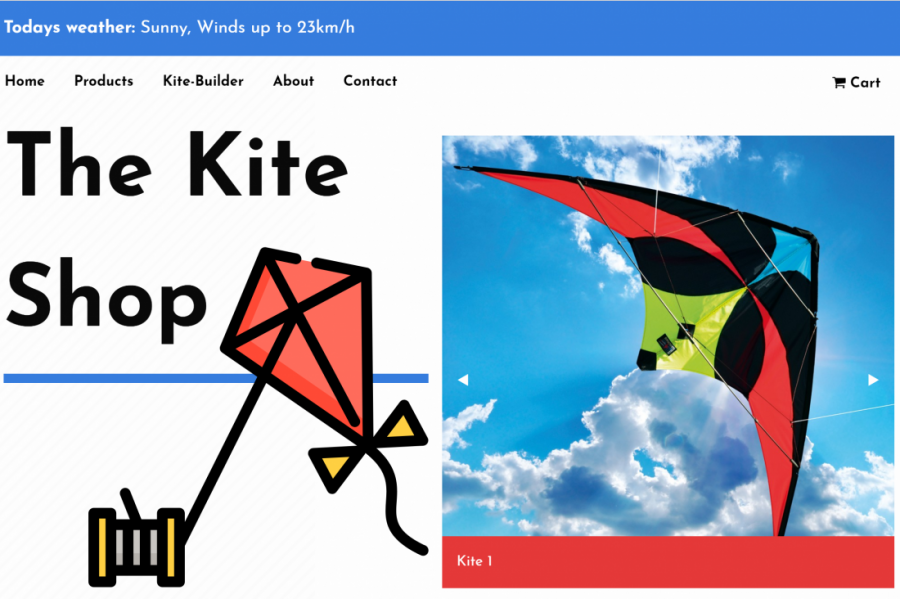 Todays weather: Sunny, Winds up to 23km/h
Home Products Kite-Builder About Contact Cart
The Kite
Shop
Kite 1